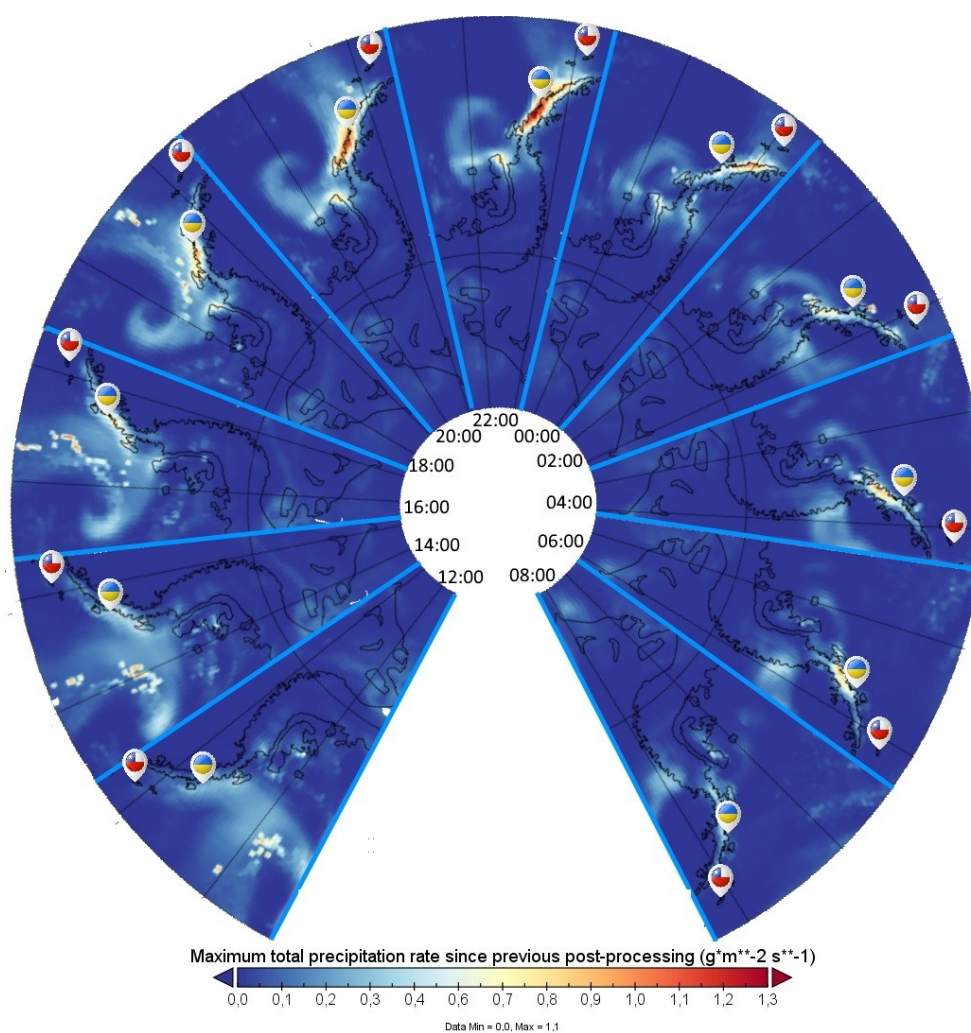 22:00
20:00 00:00
18:00 02:00
16:00 04:00
14:00 06:00
12:00 08:00
Maximum total precipitation rate since previous post-processing (g*m**-2 s**-1)
0,0 0,1 0,2 0,3 0,4 0,5 0,6 0,7 0,8 0,9 1,0 1,1 1,2 1,3
Data Min = 0,0, Max = 1,1